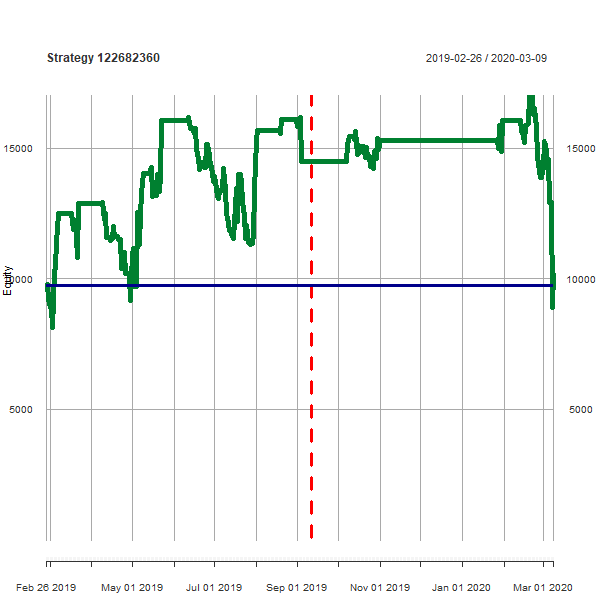 Strategy 122682360
2019-02-26 / 2020-03-09
15000
15000
Equity
10000
10000
5000
5000
Feb 26 2019
May 01 2019
Jul 01 2019
Sep 01 2019
Nov 01 2019
Jan 01 2020
Mar 01 2020